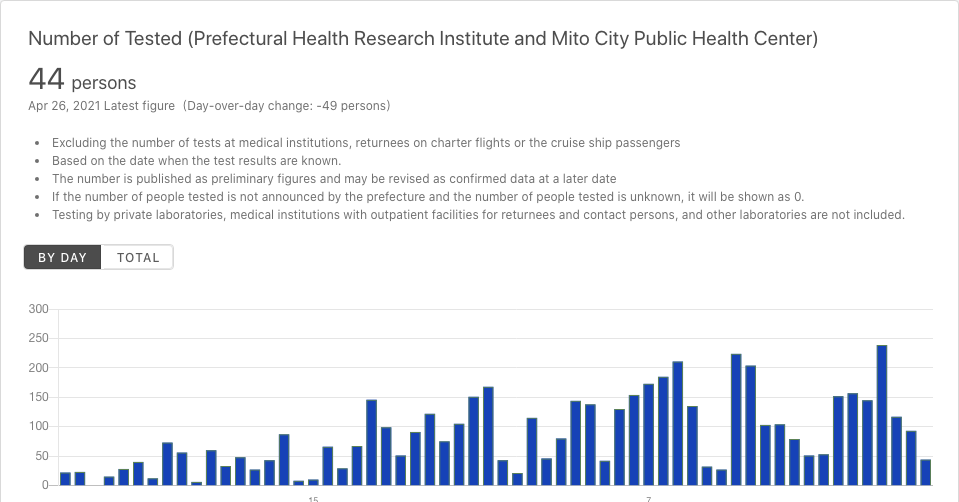 Number of Tested (Prefectural Health Research Institute and Mito City Public Health Center)
44 persons
Apr 26, 2021 Latest figure (Day-over-day change: -49 persons)
• Excluding the number of tests at medical institutions, returnees on charter flights or the cruise ship passengers
• Based on the date when the test results are known.
• The number is published as preliminary figures and may be revised as confirmed data at a later date
• If the number of people tested is not announced by the prefecture and the number of people tested is unknown, it will be shown as 0.
• Testing by private laboratories, medical institutions with outpatient facilities for returnees and contact persons, and other laboratories are not included.
BY DAY TOTAL
300
250
200
150
100
50
0
15 7